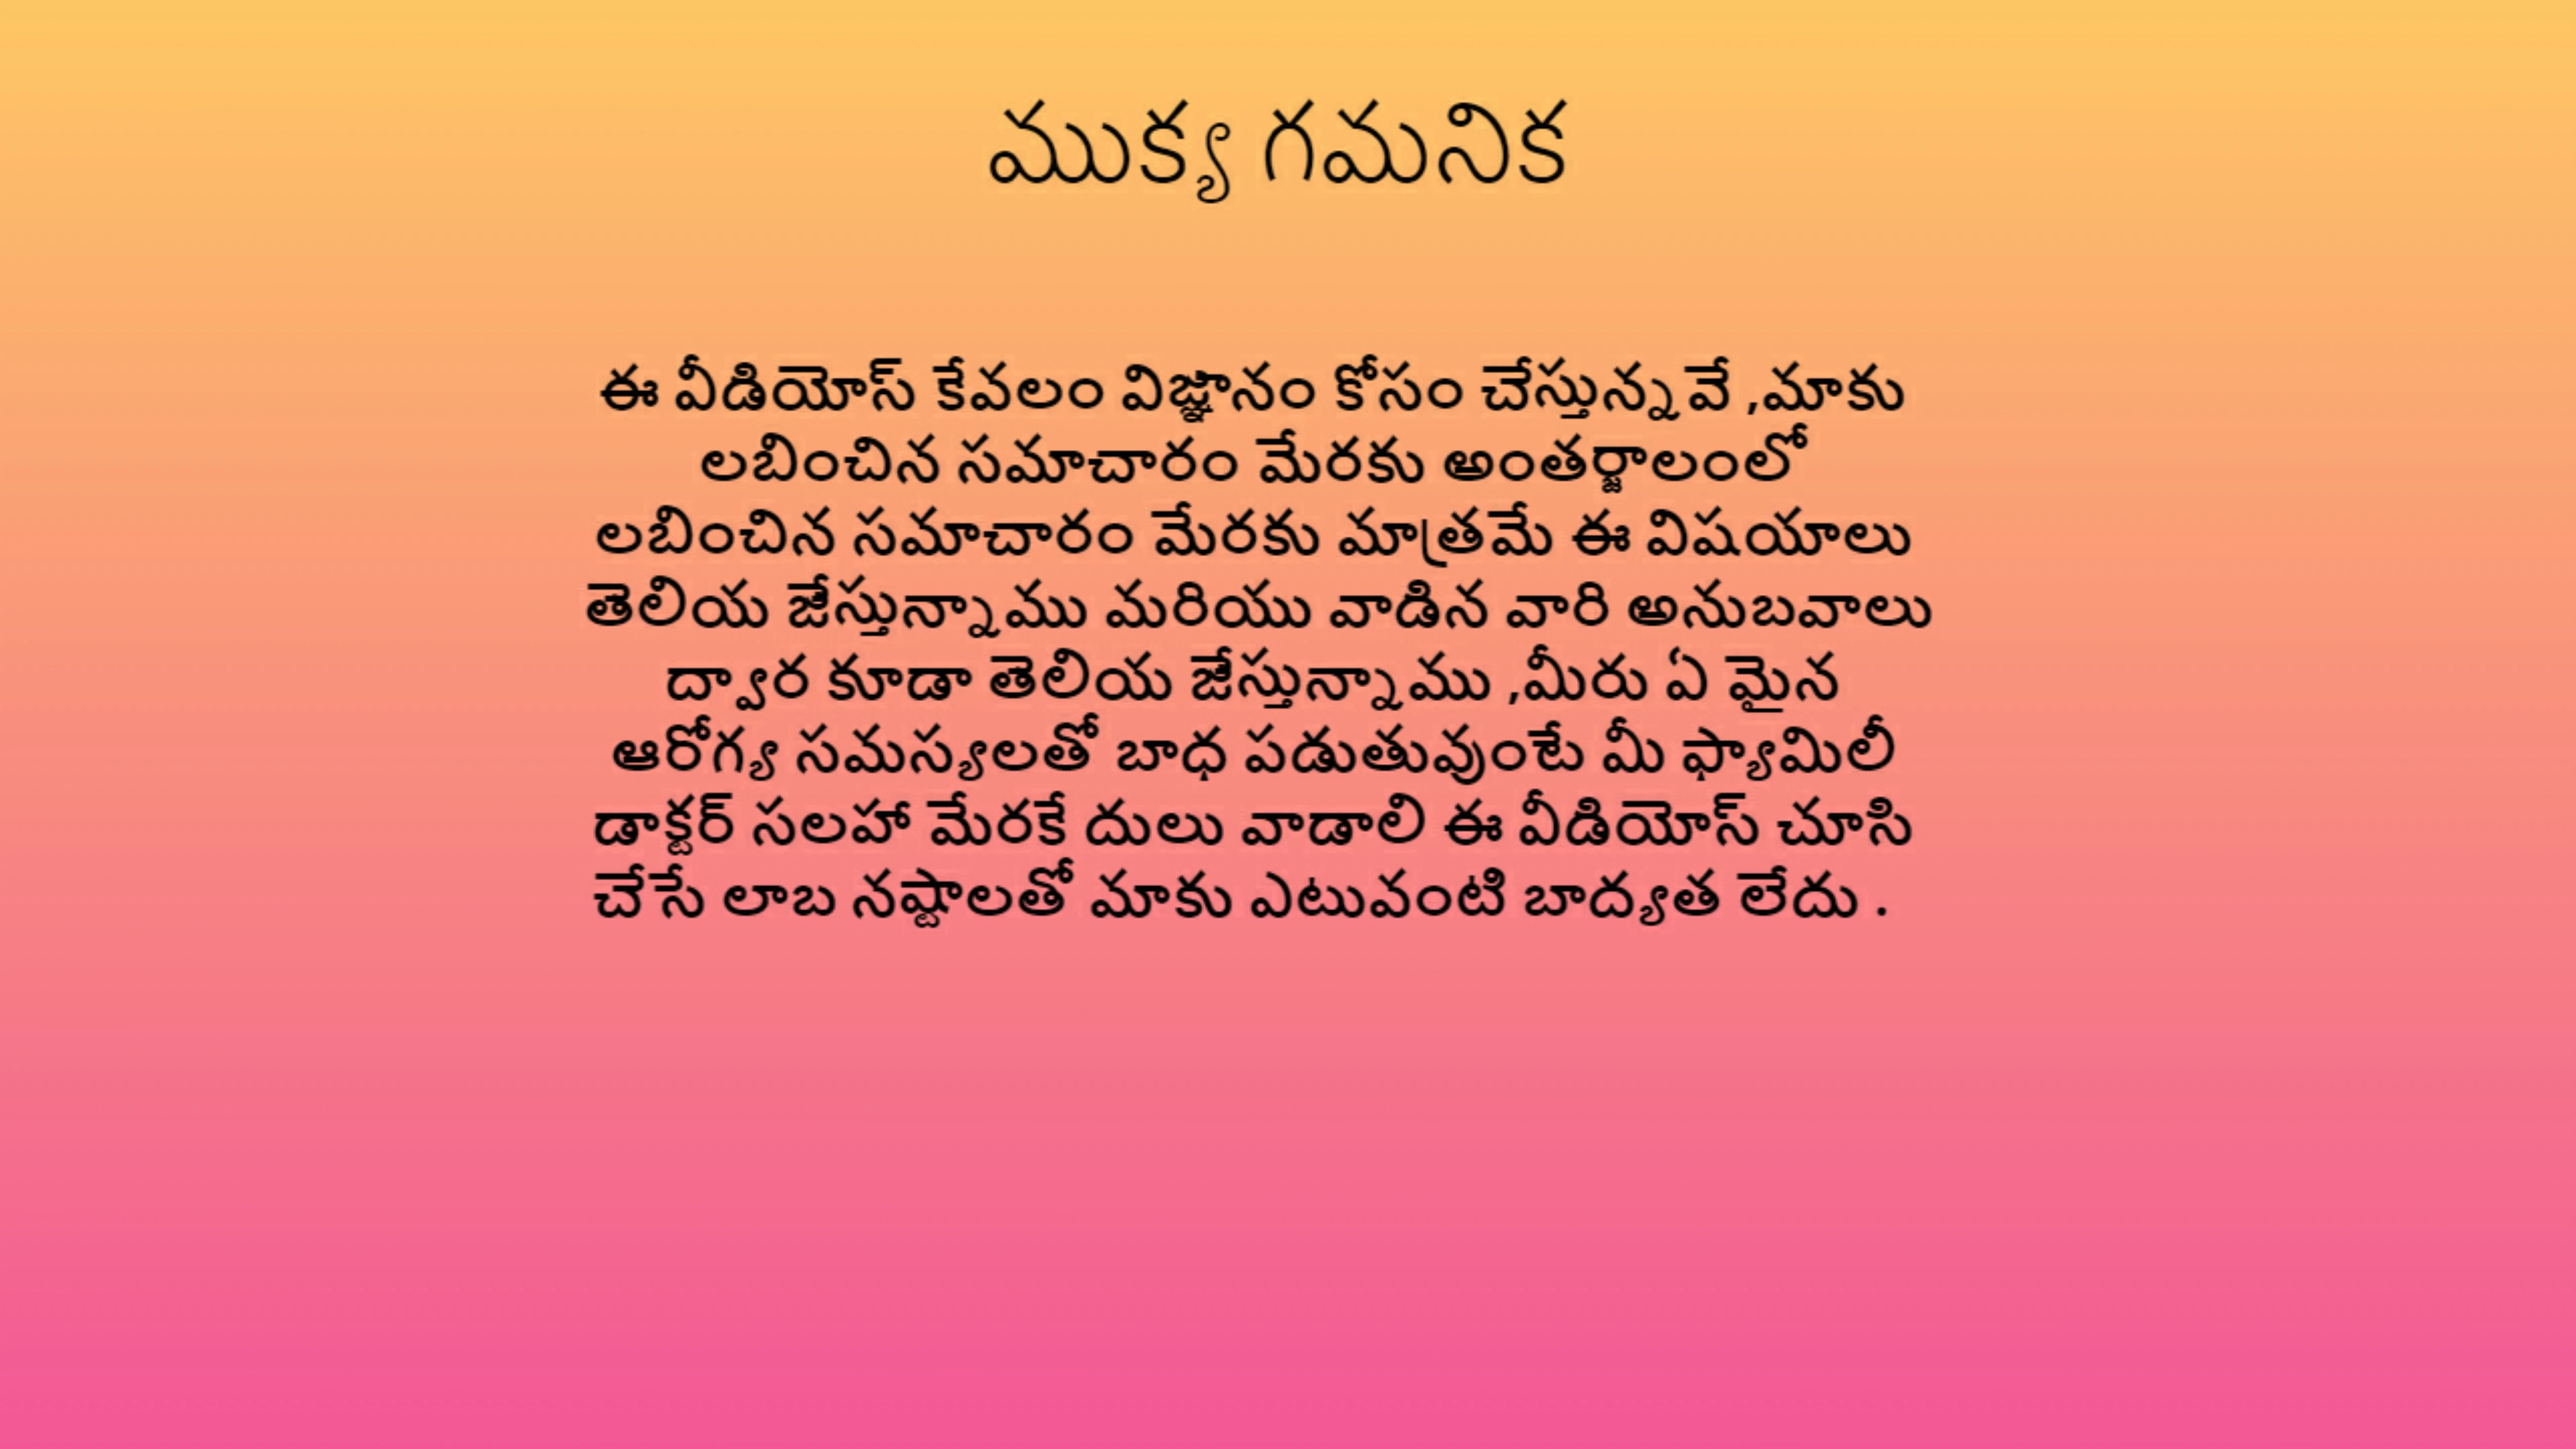 ముక్య గమనిక
ఈ వీడియోస్ కేవలం విజ్ఞానం కోసం చేస్తున్నవే ,మాకు
లబించిన సమాచారం మేరకు అంతర్జాలంలో
లబించిన సమాచారం మేరకు మాత్రమే ఈ విషయాలు
తెలియ జేస్తున్నాము మరియు వాడిన వారి అనుబవాలు
ద్వార కూడా తెలియ జేస్తున్నాము ,మీరు ఏ మైన
ఆరోగ్య సమస్యలతో బాధ పడుతువుంటే మీ ఫ్యామిలీ
డాక్టర్ సలహా మేరకే దులు వాడాలి ఈ వీడియోస్ చూసి
చేసే లాబ నష్టాలతో మాకు ఎటువంటి బాద్యత లేదు .